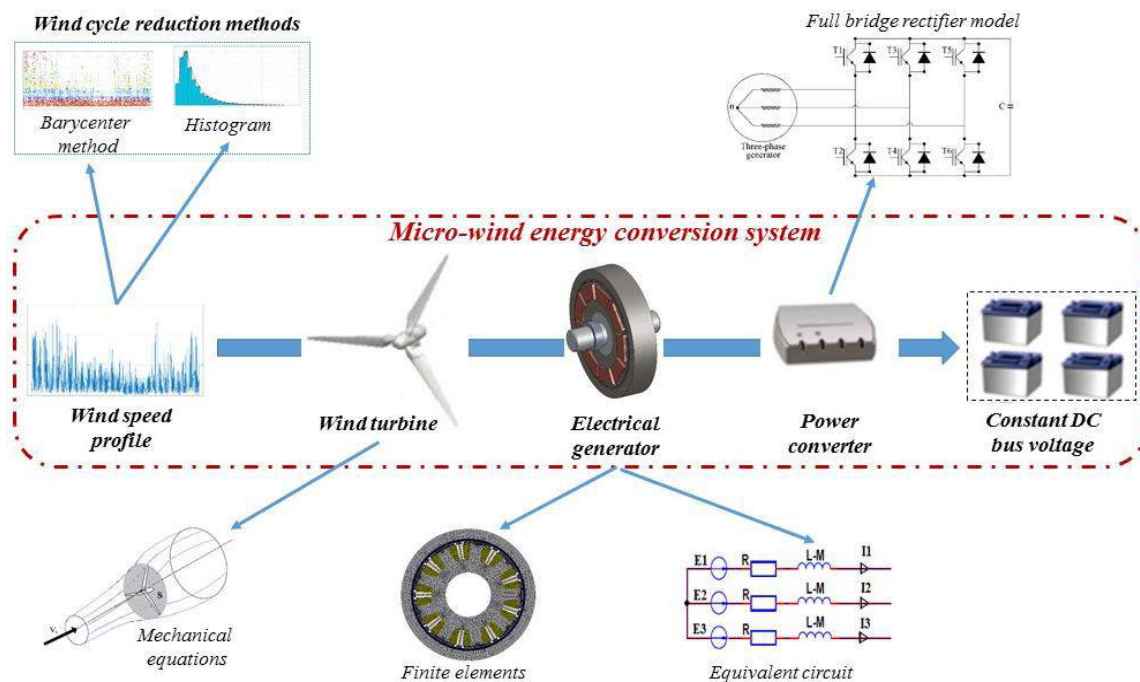 Wind cycle reduction methods
Barycenter
method
Histogram
Full bridge rectifier model
T1
T3
T5
n
C
Three-phase
generator
T2
T4
T6
Micro-wind energy conversion system
Wind speed
profile
Wind turbine
Electrical
generator
Power
converter
Constant DC
bus voltage
S
Mechanical
equations
Finite elements
E1
R
L-M
I1
E2
R
L-M
I2
E3
R
L-M
I3
Equivalent circuit